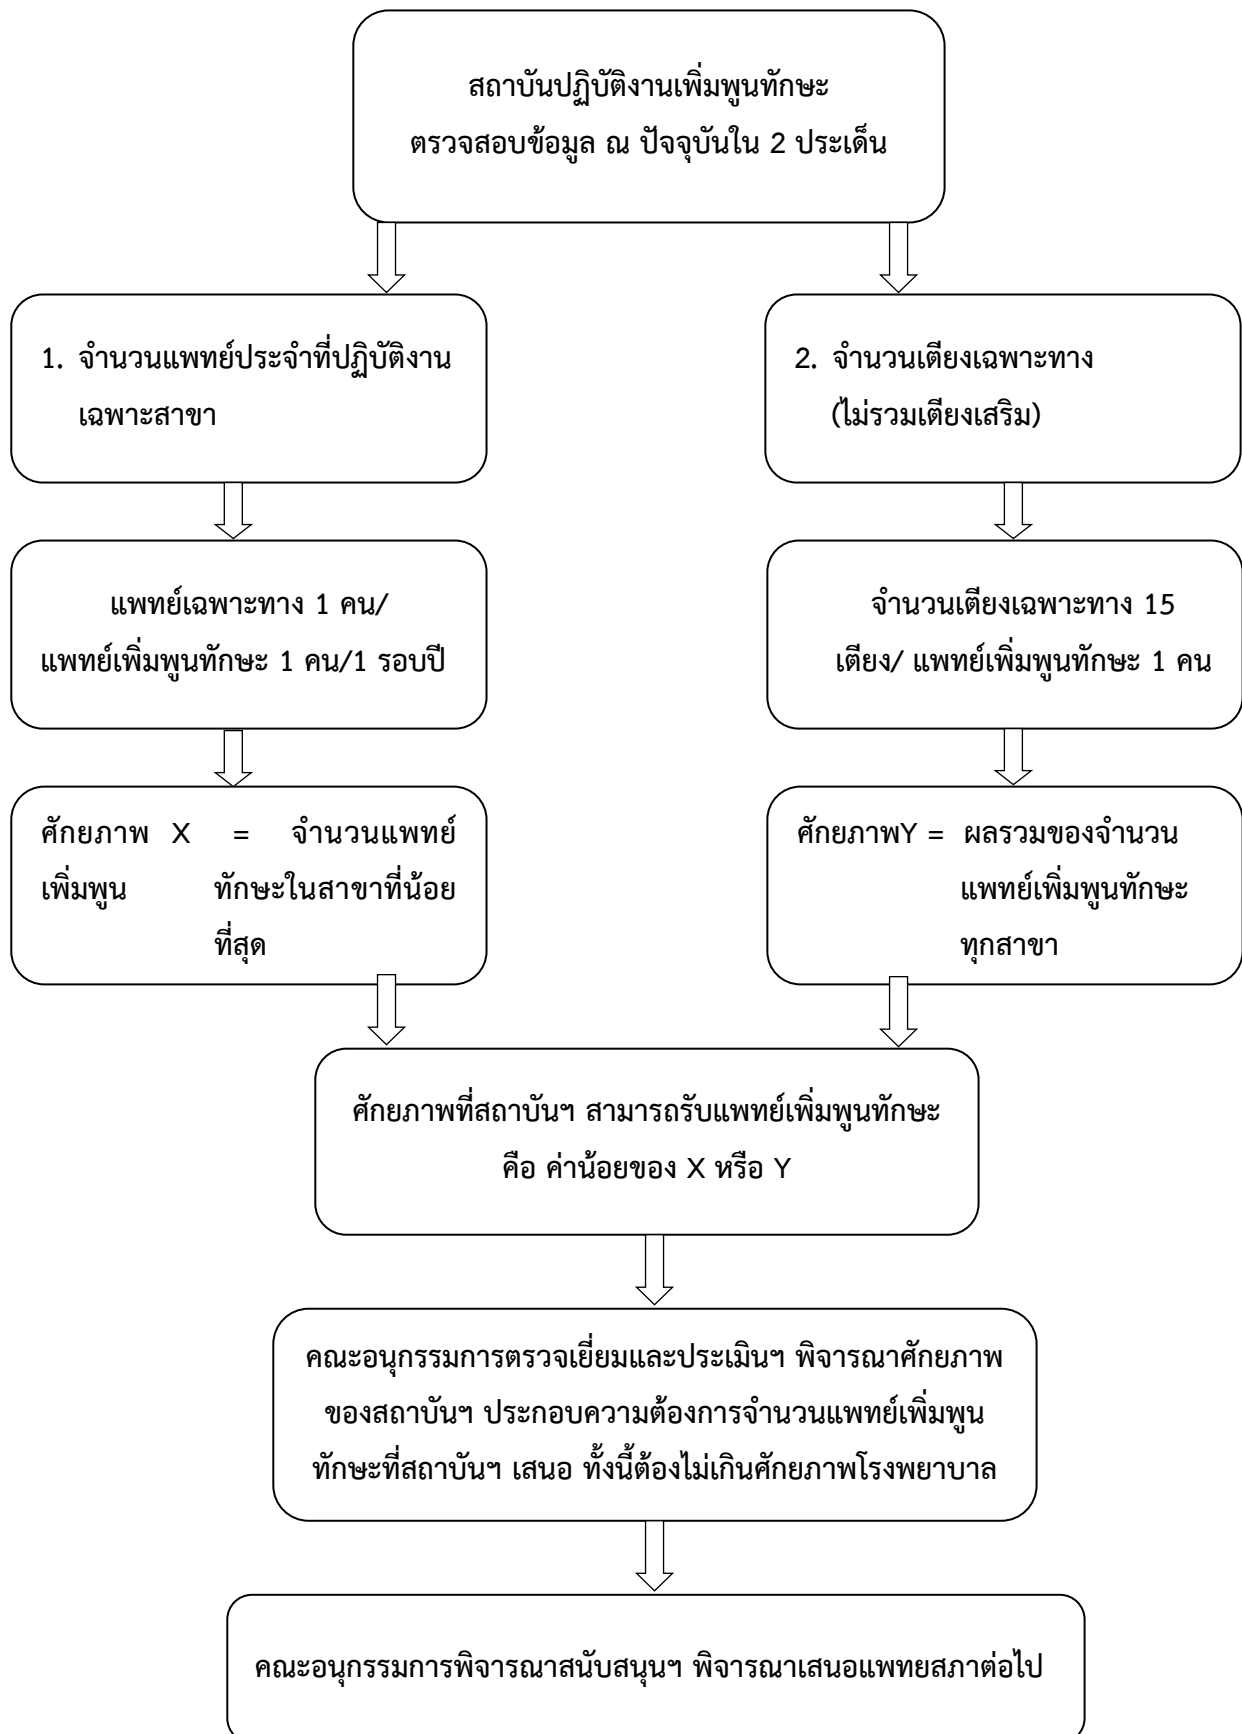 สถาบันปฏิบัติงานเพิ่มพูนทักษะ
ตรวจสอบข้อมูล ณ ปัจจุบันใน 2 ประเด็น
1. จำนวนแพทย์ประจำที่ปฏิบัติงาน
เฉพาะสาขา
2. จำนวนเตียงเฉพาะทาง
(ไม่รวมเตียงเสริม)
แพทย์เฉพาะทาง 1 คน/
แพทย์เพิ่มพูนทักษะ 1 คน/1 รอบปี
จำนวนเตียงเฉพาะทาง 15
เตียง/ แพทย์เพิ่มพูนทักษะ 1 คน
ศักยภาพ X = จำนวนแพทย์
เพิ่มพูน ทักษะในสาขาที่น้อย
ที่สุด
ศักยภาพY = ผลรวมของจำนวน
แพทย์เพิ่มพูนทักษะ
ทุกสาขา
ศักยภาพที่สถาบันฯ สามารถรับแพทย์เพิ่มพูนทักษะ
คือ ค่าน้อยของ X หรือ Y
คณะอนุกรรมการตรวจเยี่ยมและประเมินฯ พิจารณาศักยภาพ
ของสถาบันฯ ประกอบความต้องการจำนวนแพทย์เพิ่มพูน
ทักษะที่สถาบันฯ เสนอ ทั้งนี้ต้องไม่เกินศักยภาพโรงพยาบาล
คณะอนุกรรมการพิจารณาสนับสนุนฯ พิจารณาเสนอแพทยสภาต่อไป